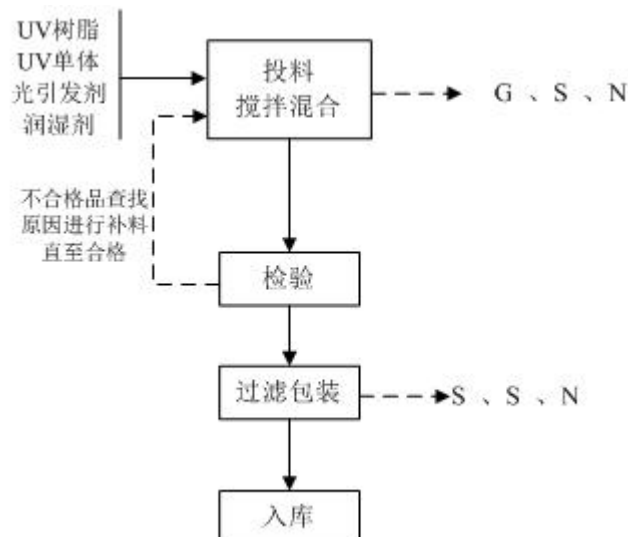 UV树脂
UV单体
光引发剂
润湿剂
投料
搅拌混合
G 、S 、N
不合格品查找
原因进行补料
直至合格
检验
过滤包装
S 、S 、N
入库